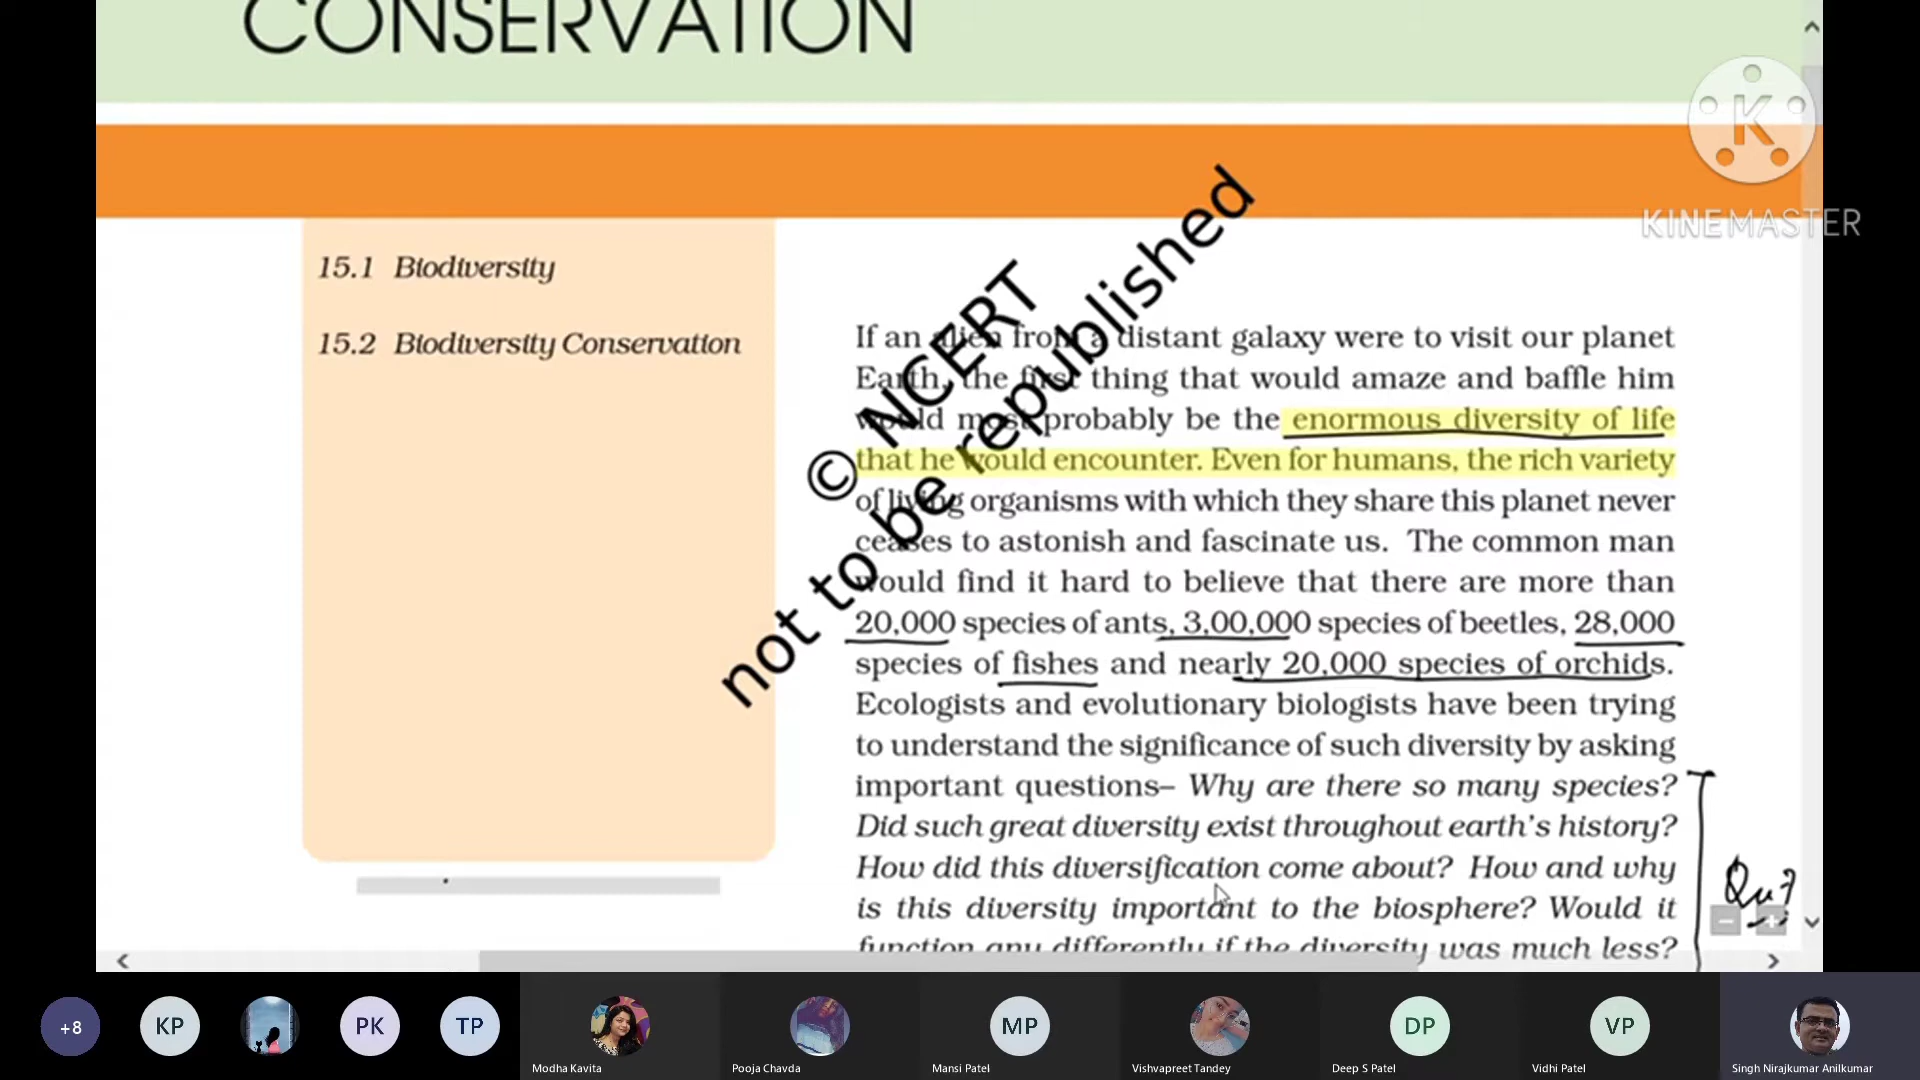 CONSERVATION
KINEMASTER
15.1 Biodiversity
15.2 Biodiversity Conservation
© NCERT
not to be republished
If an alien from a distant galaxy were to visit our planet
Earth, the first thing that would amaze and baffle him
would most probably be the enormous diversity of life
that he would encounter. Even for humans, the rich variety
of living organisms with which they share this planet never
ceases to astonish and fascinate us. The common man
would find it hard to believe that there are more than
20,000 species of ants, 3,00,000 species of beetles, 28,000
species of fishes and nearly 20,000 species of orchids.
Ecologists and evolutionary biologists have been trying
to understand the significance of such diversity by asking
important questions– Why are there so many species?
Did such great diversity exist throughout earth's history?
How did this diversification come about? How and why
is this diversity important to the biosphere? Would it
function any differently if the diversity was much less?
Qu?
+8
KP
PK
TP
Modha Kavita
Pooja Chavda
MP
Mansi Patel
Vishvapreet Tandey
DP
Deep S Patel
VP
Vidhi Patel
Singh Nirajkumar Anilkumar